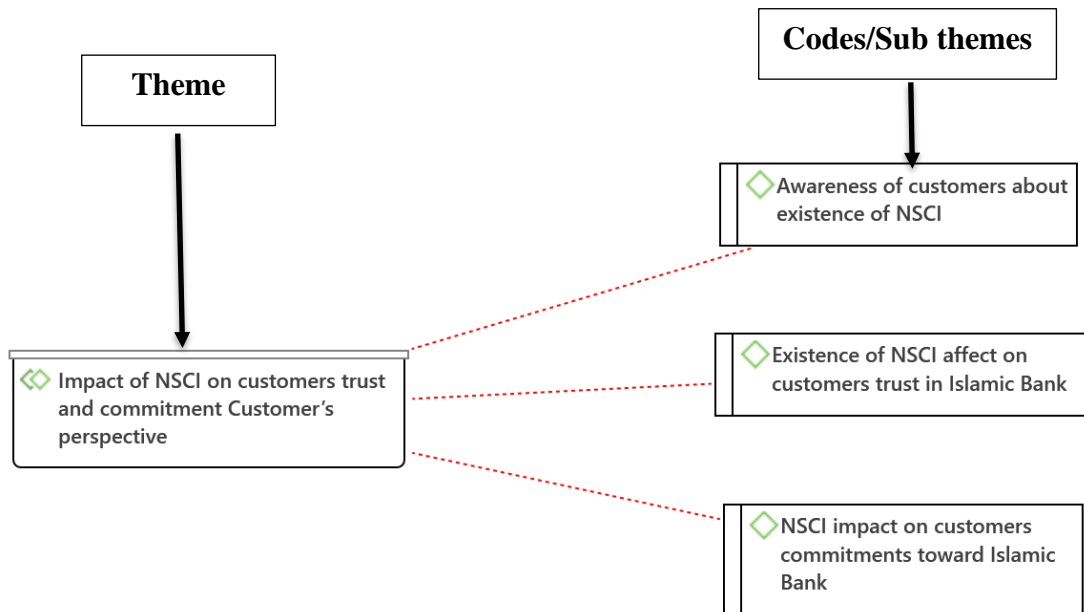 Theme
Codes/Sub themes
Awareness of customers about
existence of NSCI
Impact of NSCI on customers trust
and commitment Customer's
perspective
Existence of NSCI affect on
customers trust in Islamic Bank
NSCI impact on customers
commitments toward Islamic
Bank